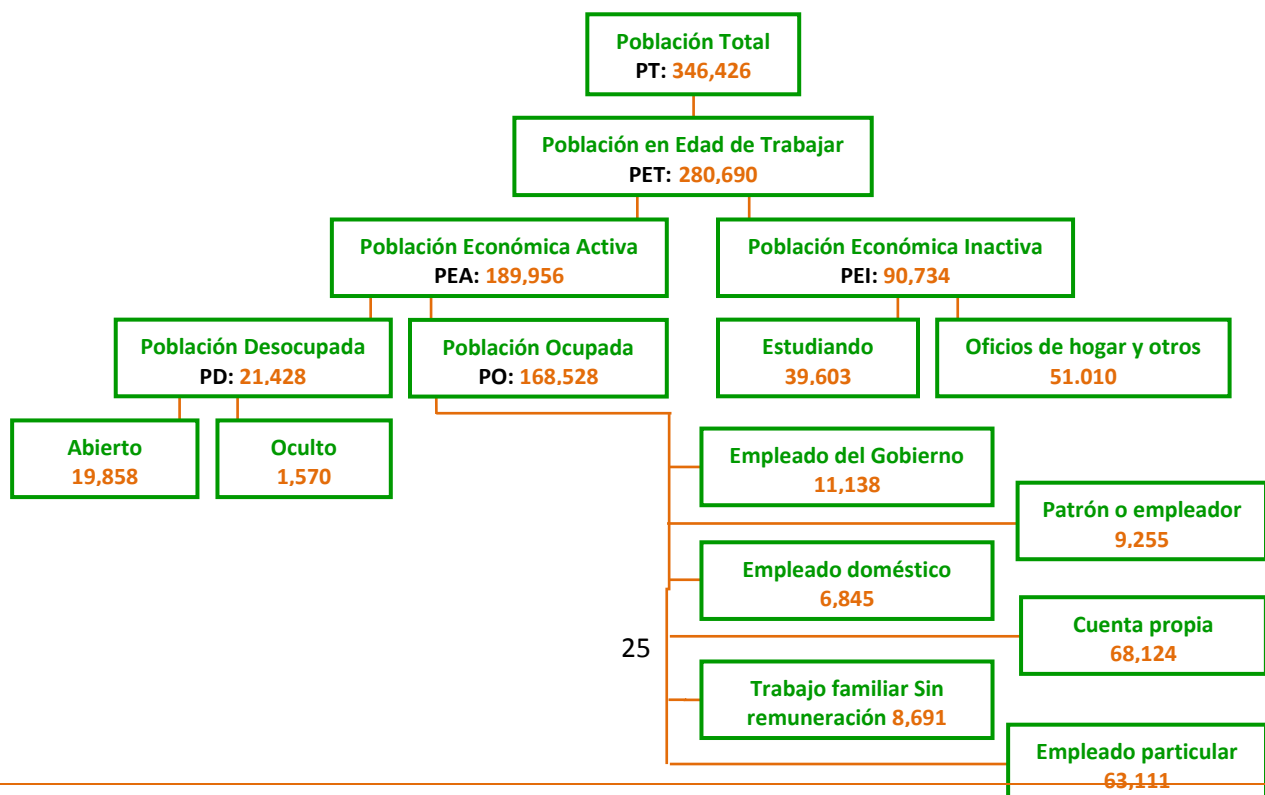 Población Total
PT: 346,426
Población en Edad de Trabajar
PET: 280,690
Población Económica Activa
PEA: 189,956
Población Económica Inactiva
PEI: 90,734
Población Desocupada
PD: 21,428
Población Ocupada
PO: 168,528
Estudiando
39,603
Oficios de hogar y otros
51.010
Abierto
19,858
Oculto
1,570
Empleado del Gobierno
11,138
Patrón o empleador
9,255
Empleado doméstico
6,845
Cuenta propia
68,124
25
Trabajo familiar Sin
remuneración 8,691
Empleado particular
63,111